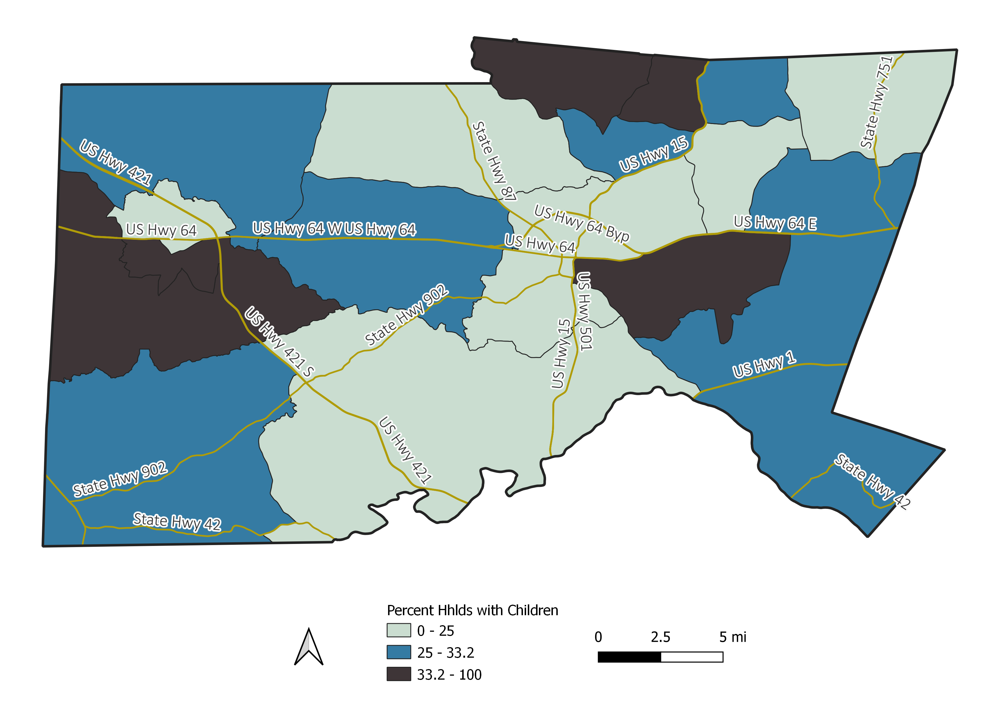 State Hwy 751
US Hwy 421
State Hwy 87
US Hwy 15
US Hwy 64
US Hwy 64 W
US Hwy 64
US Hwy 64 Byp
US Hwy 64 E
US Hwy 64
State Hwy 902
US Hwy 501
US Hwy 421 S
US Hwy 15
US Hwy 1
US Hwy 421
State Hwy 902
State Hwy 42
State Hwy 42
Percent Hhlds with Children
0 - 25
25 - 33.2
33.2 - 100
0 2.5 5 mi